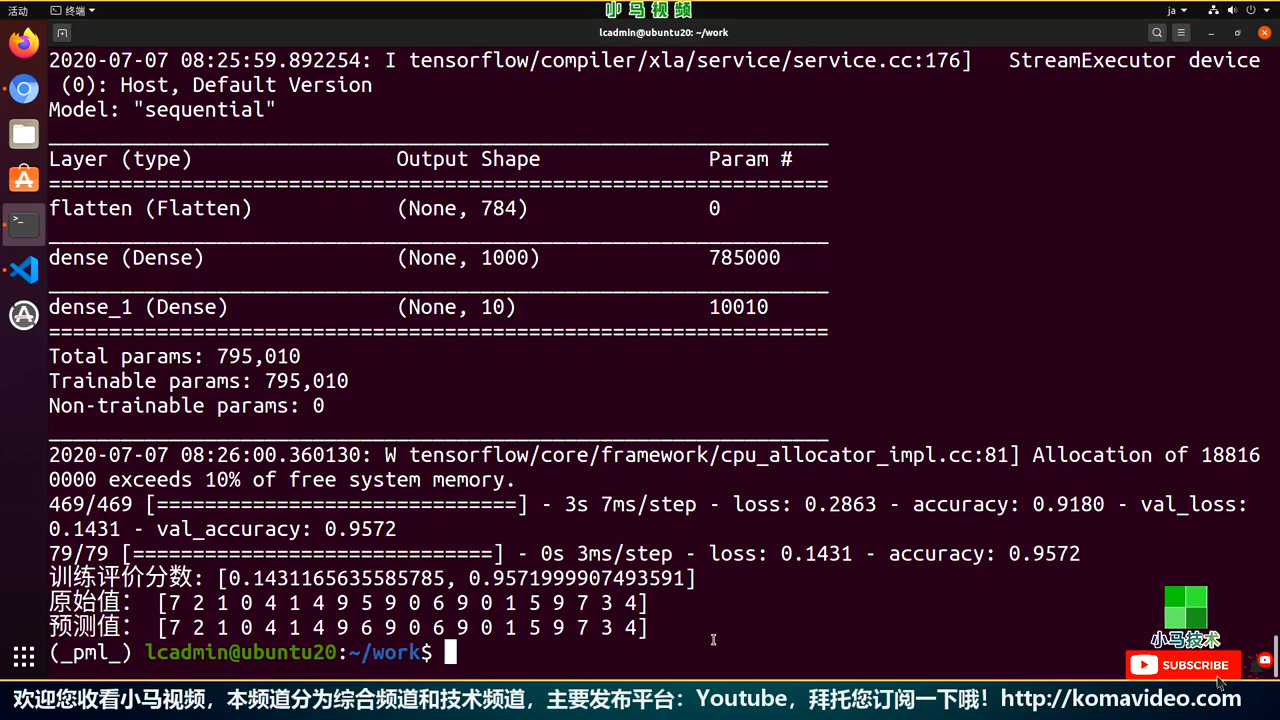 小马视频
活动 终端 ja
lcadmin@ubuntu20: ~/work
2020-07-07 08:25:59.892254: I tensorflow/compiler/xla/service/service.cc:176]   StreamExecutor device
 (0): Host, Default Version
Model: "sequential"
_________________________________________________________________
Layer (type)                 Output Shape              Param #
=================================================================
flatten (Flatten)            (None, 784)               0
_________________________________________________________________
dense (Dense)                (None, 1000)              785000
_________________________________________________________________
dense_1 (Dense)              (None, 10)                10010
=================================================================
Total params: 795,010
Trainable params: 795,010
Non-trainable params: 0
_________________________________________________________________
2020-07-07 08:26:00.360130: W tensorflow/core/framework/cpu_allocator_impl.cc:81] Allocation of 18816
0000 exceeds 10% of free system memory.
469/469 [==============================] - 3s 7ms/step - loss: 0.2863 - accuracy: 0.9180 - val_loss:
0.1431 - val_accuracy: 0.9572
79/79 [==============================] - 0s 3ms/step - loss: 0.1431 - accuracy: 0.9572
训练评价分数: [0.1431165635585785, 0.9571999907493591]
原始值:  [7 2 1 0 4 1 4 9 5 9 0 6 9 0 1 5 9 7 3 4]
预测值:  [7 2 1 0 4 1 4 9 6 9 0 6 9 0 1 5 9 7 3 4]
(_pml_) lcadmin@ubuntu20:~/work$
小马技术
SUBSCRIBE
欢迎您收看小马视频，本频道分为综合频道和技术频道，主要发布平台：Youtube，拜托您订阅一下哦！http://komavideo.com